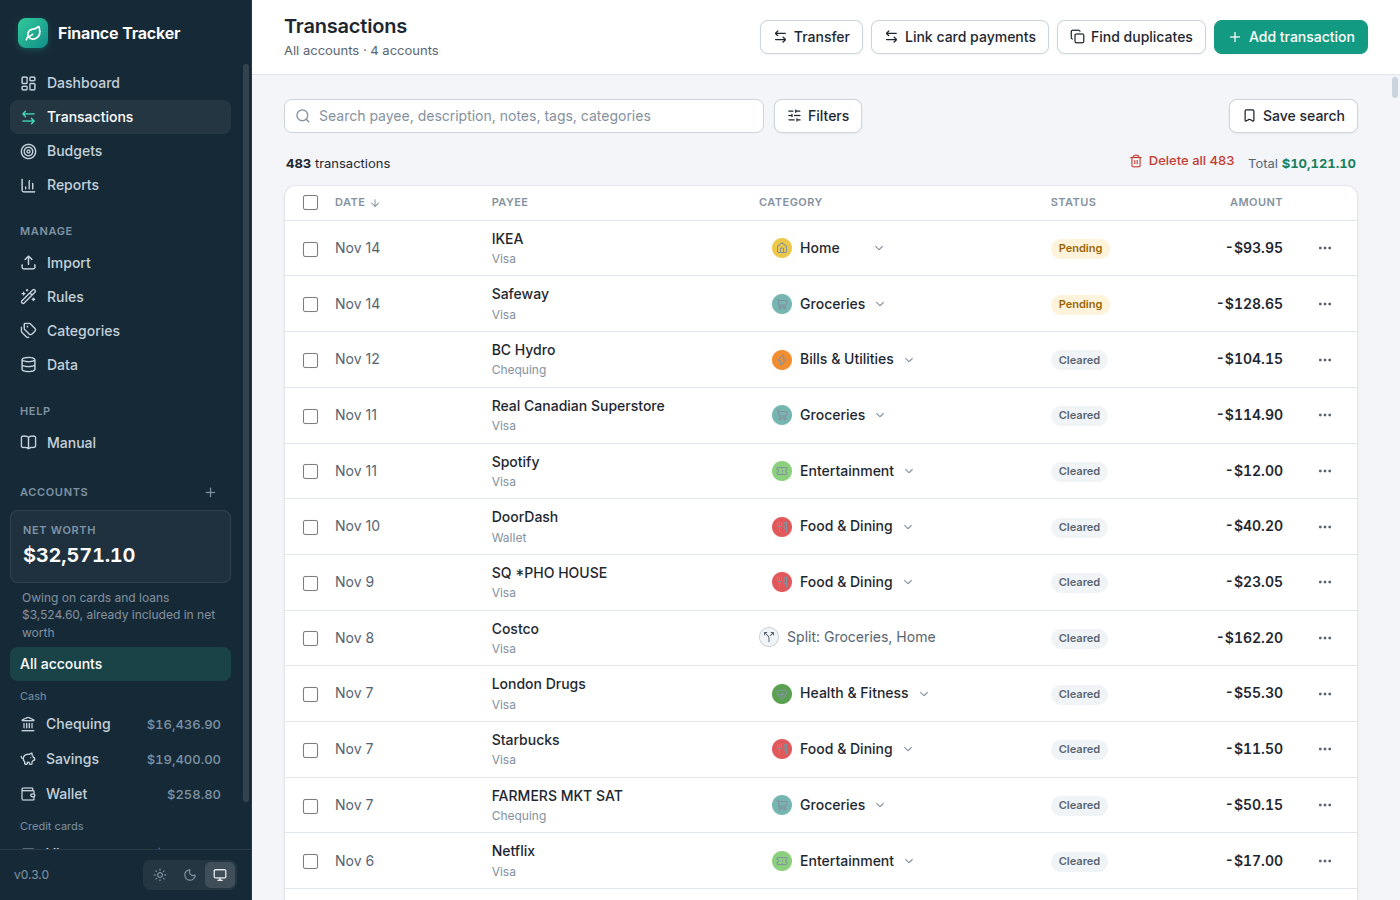 Finance Tracker
Dashboard
Transactions
Budgets
Reports
MANAGE
Import
Rules
Categories
Data
HELP
Manual
ACCOUNTS
NET WORTH
$32,571.10
Owing on cards and loans
$3,524.60, already included in net
worth
All accounts
Cash
Chequing $16,436.90
Savings $19,400.00
Wallet $258.80
Credit cards
v0.3.0
Transactions
All accounts · 4 accounts
Transfer
Link card payments
Find duplicates
Add transaction
Search payee, description, notes, tags, categories
Filters
Save search
483 transactions
Delete all 483
Total $10,121.10
DATE PAYEE CATEGORY STATUS AMOUNT
Nov 14 IKEA Home Pending -$93.95
Visa
Nov 14 Safeway Groceries Pending -$128.65
Visa
Nov 12 BC Hydro Bills & Utilities Cleared -$104.15
Chequing
Nov 11 Real Canadian Superstore Groceries Cleared -$114.90
Visa
Nov 11 Spotify Entertainment Cleared -$12.00
Visa
Nov 10 DoorDash Food & Dining Cleared -$40.20
Wallet
Nov 9 SQ *PHO HOUSE Food & Dining Cleared -$23.05
Visa
Nov 8 Costco Split: Groceries, Home Cleared -$162.20
Visa
Nov 7 London Drugs Health & Fitness Cleared -$55.30
Visa
Nov 7 Starbucks Food & Dining Cleared -$11.50
Visa
Nov 7 FARMERS MKT SAT Groceries Cleared -$50.15
Chequing
Nov 6 Netflix Entertainment Cleared -$17.00
Visa